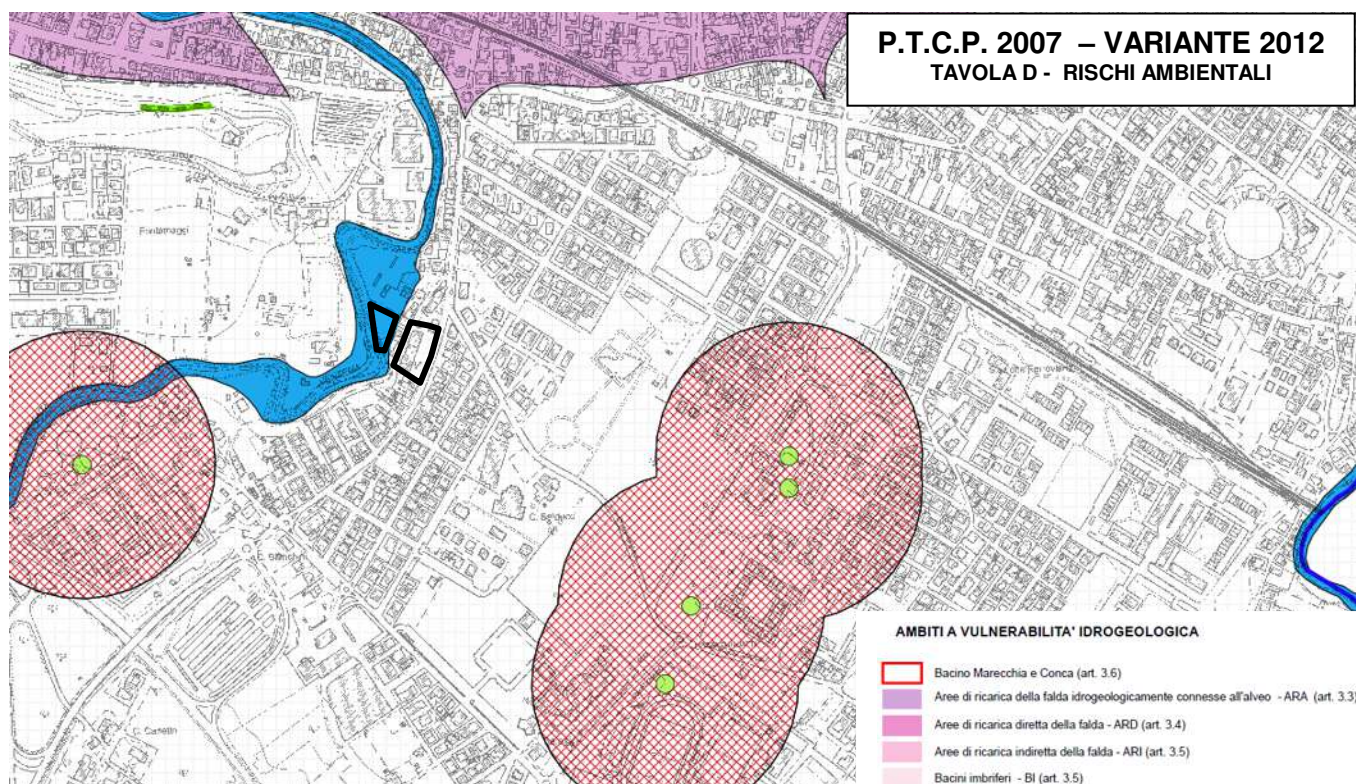 P.T.C.P. 2007 – VARIANTE 2012
TAVOLA D - RISCHI AMBIENTALI
Fontemaggi
AMBITI A VULNERABILITA' IDROGEOLOGICA
Bacino Marecchia e Conca (art. 3.6)
Aree di ricarica della falda idrogeologicamente connesse all'alveo - ARA (art. 3.3)
Aree di ricarica diretta della falda - ARD (art. 3.4)
Aree di ricarica indiretta della falda - ARI (art. 3.5)
Bacini imbriferi - BI (art. 3.5)